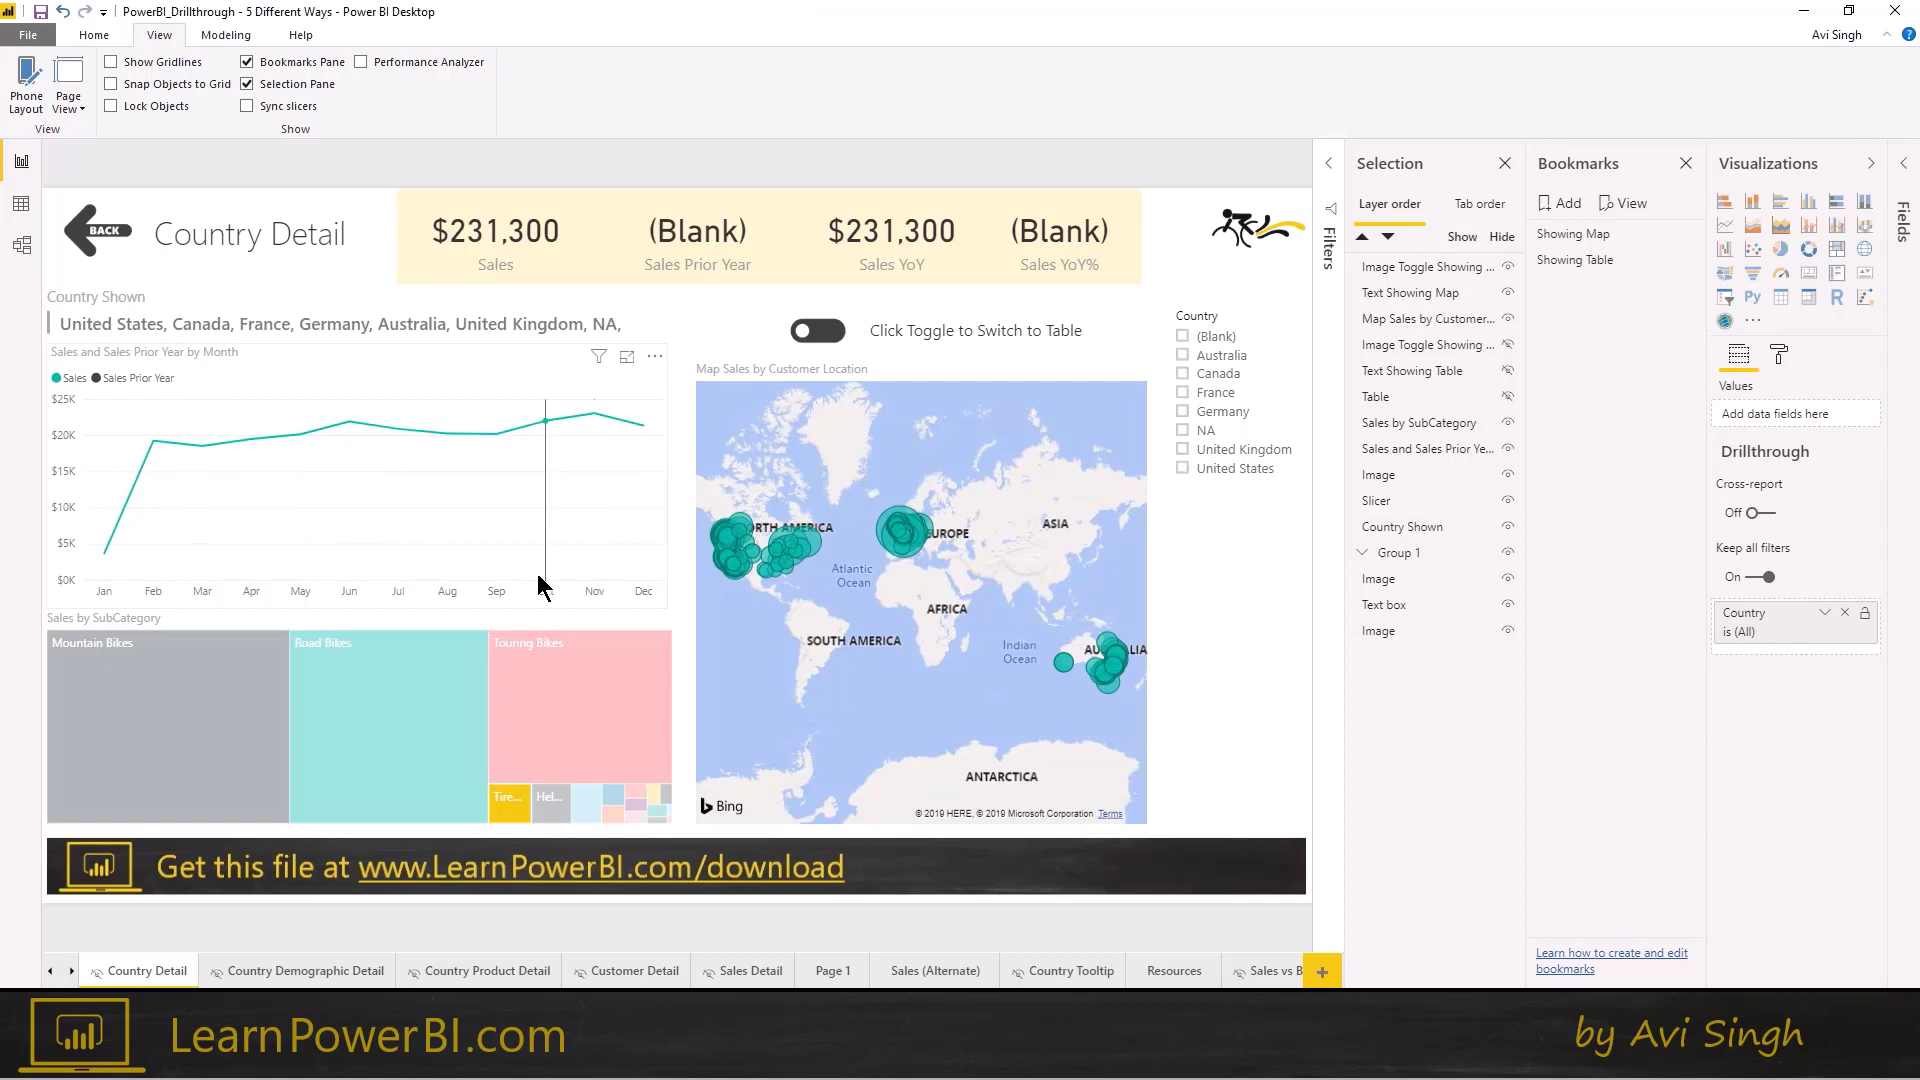 PowerBI_Drillthrough - 5 Different Ways - Power BI Desktop
File
Home
View
Modeling
Help
Avi Singh
Phone Layout
Page View
Show Gridlines
Snap Objects to Grid
Lock Objects
Bookmarks Pane
Selection Pane
Sync slicers
Performance Analyzer
View
Show
BACK
Country Detail
$231,300
Sales
(Blank)
Sales Prior Year
$231,300
Sales YoY
(Blank)
Sales YoY%
Country Shown
United States, Canada, France, Germany, Australia, United Kingdom, NA,
Sales and Sales Prior Year by Month
Sales
Sales Prior Year
$25K
$20K
$15K
$10K
$5K
$0K
Jan Feb Mar Apr May Jun Jul Aug Sep Nov Dec
Sales by SubCategory
Mountain Bikes
Road Bikes
Touring Bikes
Tire...
Hel...
Click Toggle to Switch to Table
Map Sales by Customer Location
ORTH AMERICA
EUROPE
ASIA
Atlantic Ocean
AFRICA
SOUTH AMERICA
Indian Ocean
ANTARCTICA
Bing
© 2019 HERE, © 2019 Microsoft Corporation Terms
Country
(Blank)
Australia
Canada
France
Germany
NA
United Kingdom
United States
Get this file at www.LearnPowerBI.com/download
Filters
Selection
Layer order
Tab order
Show
Hide
Image Toggle Showing ...
Text Showing Map
Map Sales by Customer...
Image Toggle Showing ...
Text Showing Table
Table
Sales by SubCategory
Sales and Sales Prior Ye...
Image
Slicer
Country Shown
Group 1
Image
Text box
Image
Bookmarks
Add
View
Showing Map
Showing Table
Learn how to create and edit bookmarks
Visualizations
Py
R
Values
Add data fields here
Drillthrough
Cross-report
Off
Keep all filters
On
Country
is (All)
Fields
Country Detail
Country Demographic Detail
Country Product Detail
Customer Detail
Sales Detail
Page 1
Sales (Alternate)
Country Tooltip
Resources
Sales vs B
LearnPowerBI.com
by Avi Singh